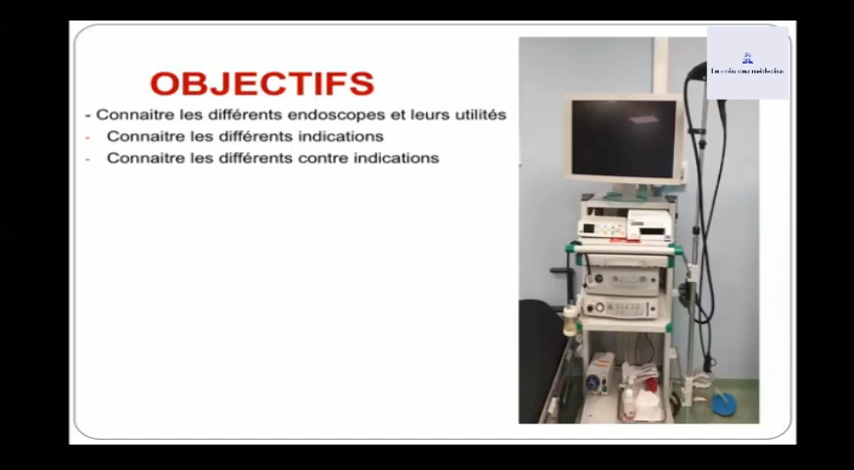 OBJECTIFS
- Connaitre les différents endoscopes et leurs utilités
- Connaitre les différents indications
- Connaitre les différents contre indications